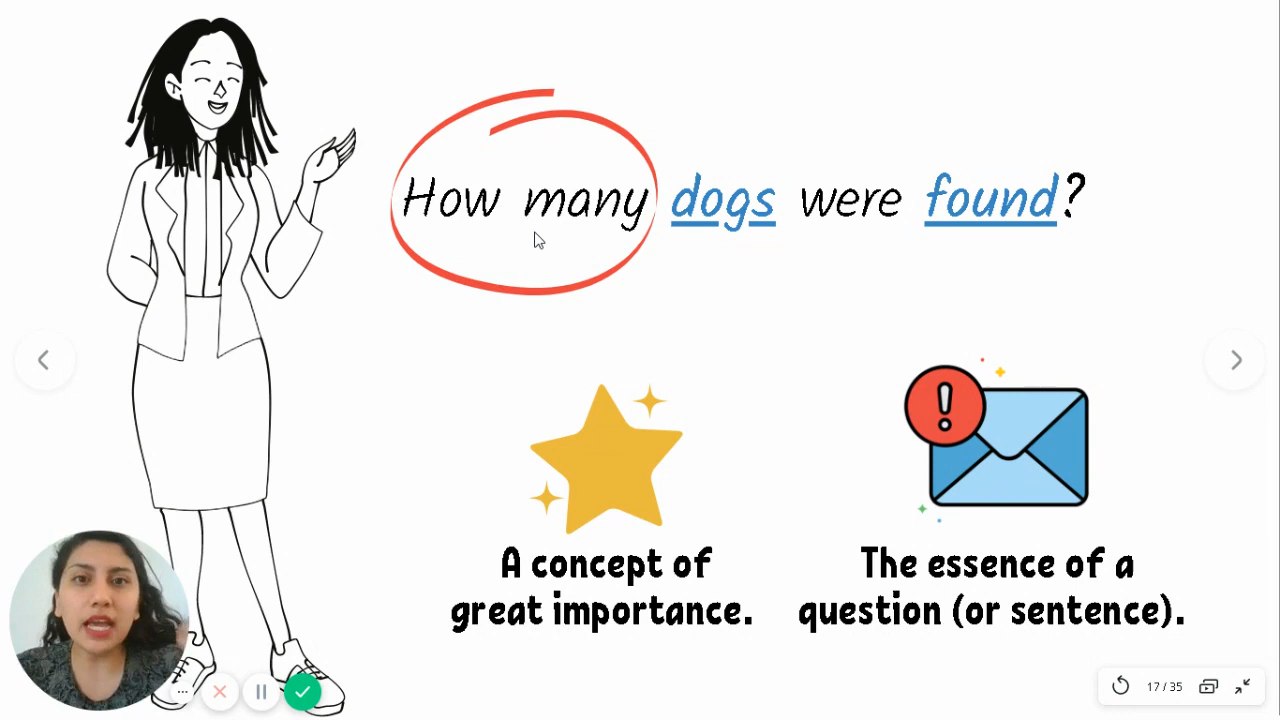 How many dogs were found?
A concept of
great importance.
The essence of a
question (or sentence).
17 / 35